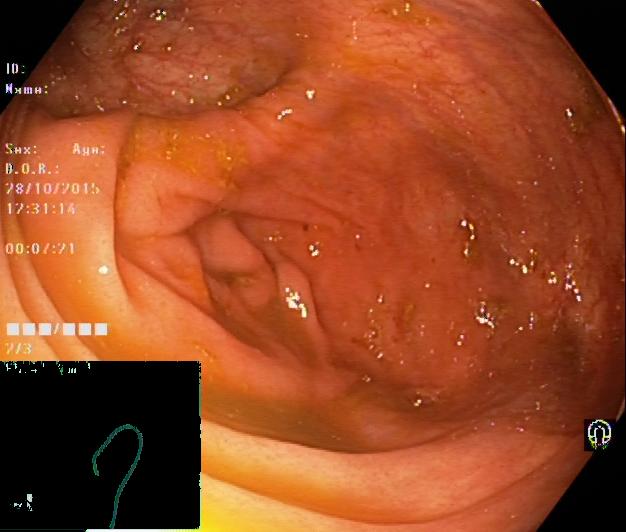 ID:
Name:
Sex: Age:
D.O.B.:
28/10/2015
12:31:14
00:07:21
■■■/■■■
2/3